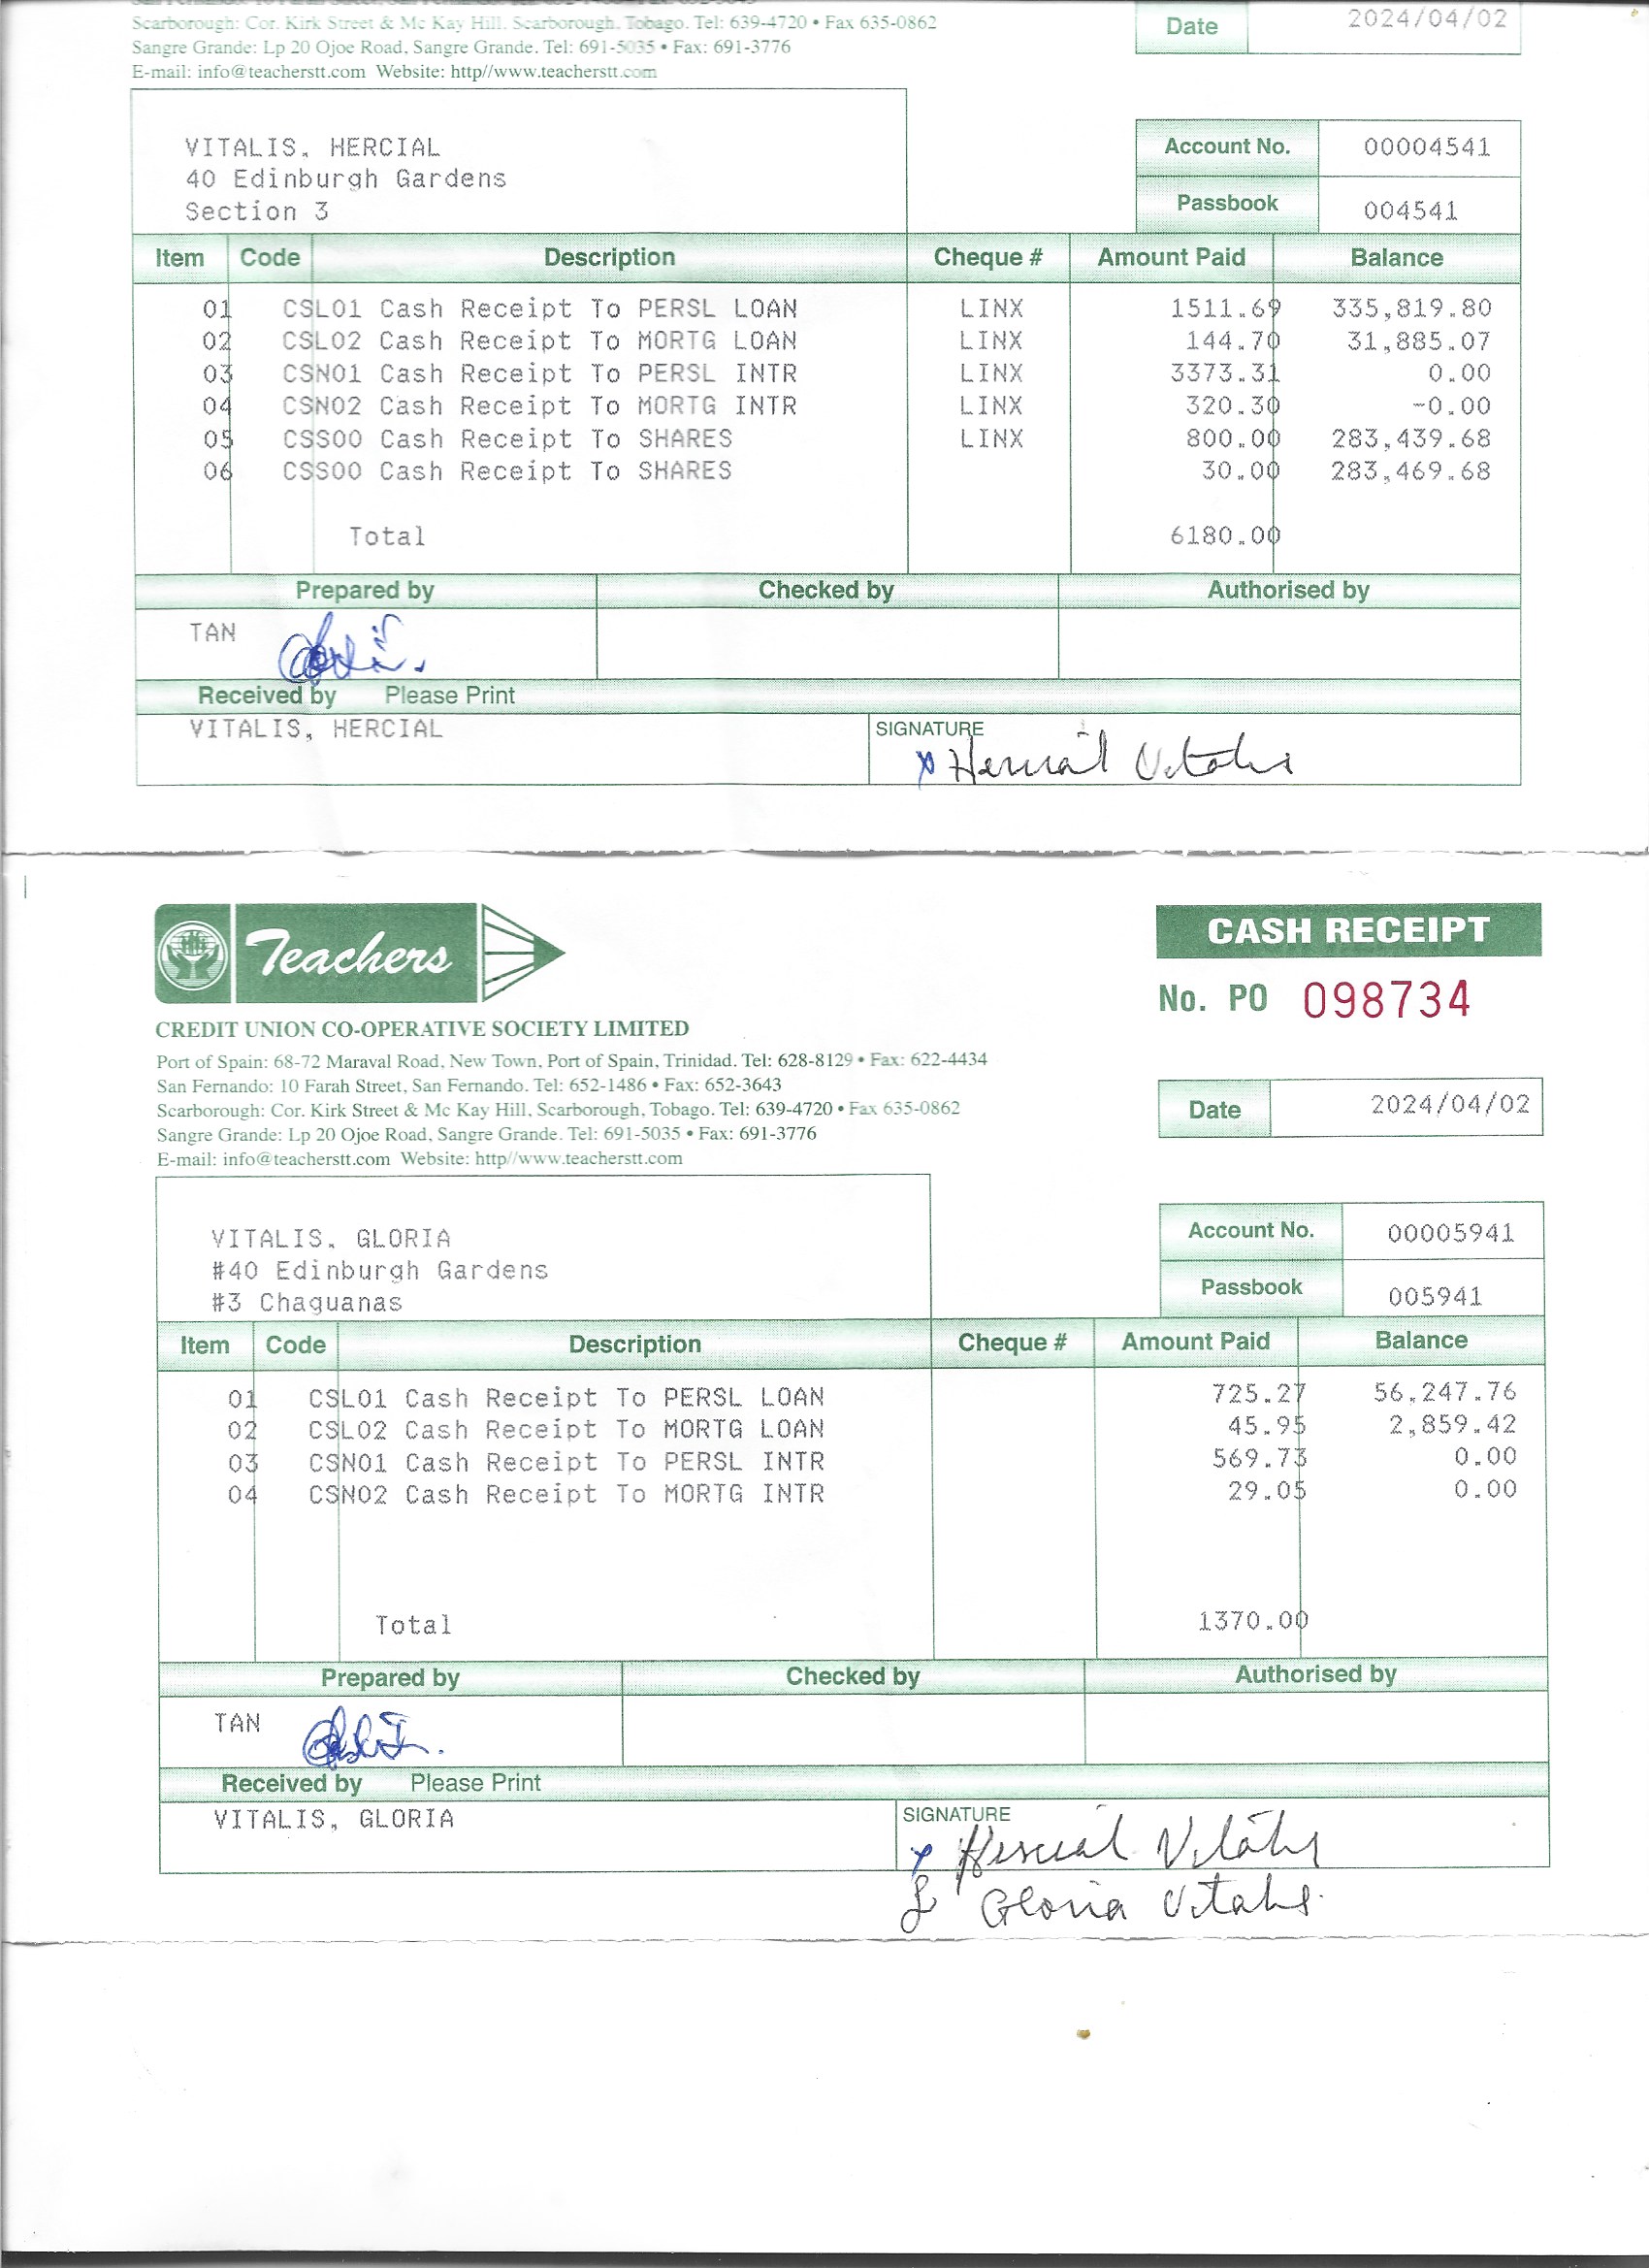 Scarborough: Cor. Kirk Street & Mc Kay Hill, Scarborough, Tobago. Tel: 639-4720 • Fax 635-0862
Sangre Grande: Lp 20 Ojoe Road, Sangre Grande. Tel: 691-5035 • Fax: 691-3776
E-mail: info@teacherstt.com Website: http//www.teacherstt.com
Date 2024/04/02
VITALIS, HERCIAL
40 Edinburgh Gardens
Section 3
Account No. 00004541
Passbook 004541
Item Code Description Cheque # Amount Paid Balance
01 CSL01 Cash Receipt To PERSL LOAN LINX 1511.69 335,819.80
02 CSL02 Cash Receipt To MORTG LOAN LINX 144.70 31,885.07
03 CSN01 Cash Receipt To PERSL INTR LINX 3373.31 0.00
04 CSN02 Cash Receipt To MORTG INTR LINX 320.30 -0.00
05 CSS00 Cash Receipt To SHARES LINX 800.00 283,439.68
06 CSS00 Cash Receipt To SHARES 30.00 283,469.68
Total 6180.00
Prepared by Checked by Authorised by
TAN
Received by Please Print
VITALIS, HERCIAL
SIGNATURE
x Hercial Vitalis
Teachers
CREDIT UNION CO-OPERATIVE SOCIETY LIMITED
Port of Spain: 68-72 Maraval Road, New Town, Port of Spain, Trinidad. Tel: 628-8129 • Fax: 622-4434
San Fernando: 10 Farah Street, San Fernando. Tel: 652-1486 • Fax: 652-3643
Scarborough: Cor. Kirk Street & Mc Kay Hill, Scarborough, Tobago. Tel: 639-4720 • Fax 635-0862
Sangre Grande: Lp 20 Ojoe Road, Sangre Grande. Tel: 691-5035 • Fax: 691-3776
E-mail: info@teacherstt.com Website: http//www.teacherstt.com
CASH RECEIPT
No. PO 098734
Date 2024/04/02
VITALIS, GLORIA
#40 Edinburgh Gardens
#3 Chaguanas
Account No. 00005941
Passbook 005941
Item Code Description Cheque # Amount Paid Balance
01 CSL01 Cash Receipt To PERSL LOAN 725.27 56,247.76
02 CSL02 Cash Receipt To MORTG LOAN 45.95 2,859.42
03 CSN01 Cash Receipt To PERSL INTR 569.73 0.00
04 CSN02 Cash Receipt To MORTG INTR 29.05 0.00
Total 1370.00
Prepared by Checked by Authorised by
TAN
Received by Please Print
VITALIS, GLORIA
SIGNATURE
x Hercial Vitalis
Gloria Vitalis